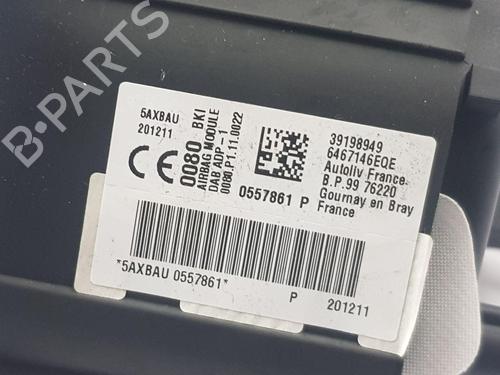 5AXBAU
201211
CE 0080 BKI
AIRBAG MODULE
DAB ADP-1
0080.P1.11.0022
0557861 P
39198949
6467146EQE
Autoliv France.
B.P.99 76220
Gournay en Bray
France
*5AXBAU 0557861*
P 201211
B-PARTS